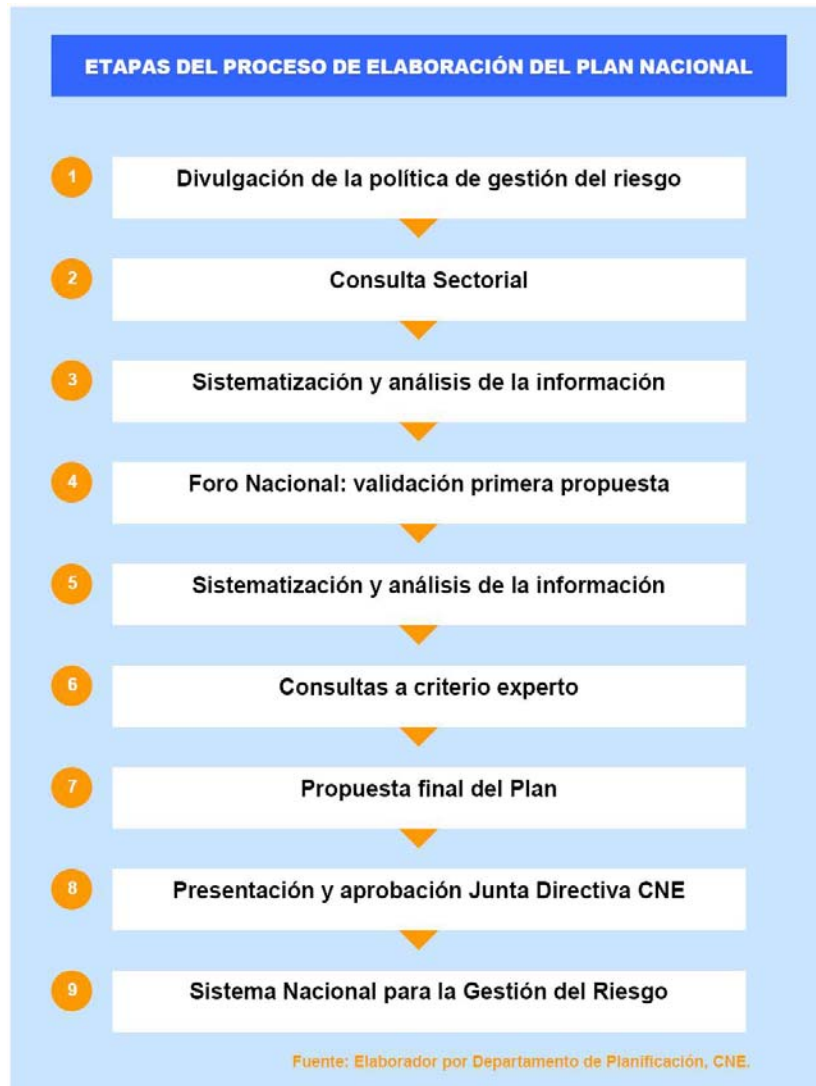 ETAPAS DEL PROCESO DE ELABORACIÓN DEL PLAN NACIONAL
1
Divulgación de la política de gestión del riesgo
2
Consulta Sectorial
3
Sistematización y análisis de la información
4
Foro Nacional: validación primera propuesta
5
Sistematización y análisis de la información
6
Consultas a criterio experto
7
Propuesta final del Plan
8
Presentación y aprobación Junta Directiva CNE
9
Sistema Nacional para la Gestión del Riesgo
Fuente: Elaborador por Departamento de Planificación, CNE.